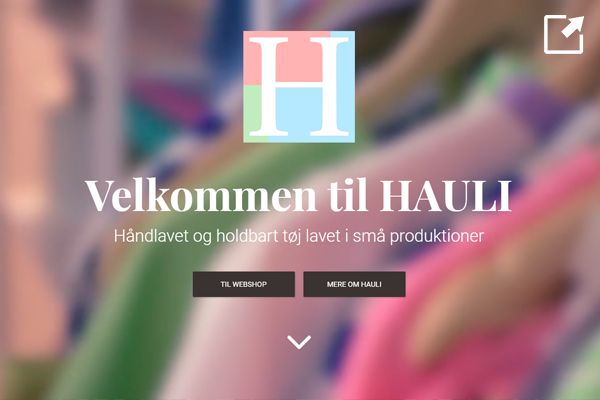 H
Velkommen til HAULI
Håndlavet og holdbart tøj lavet i små produktioner
TIL WEBSHOP
MERE OM HAULI